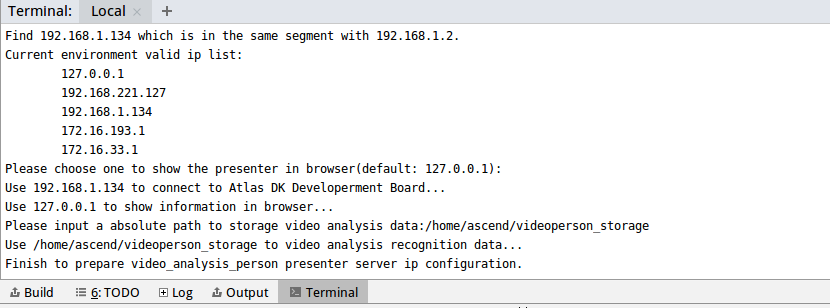 Terminal: Local × +
Find 192.168.1.134 which is in the same segment with 192.168.1.2.
Current environment valid ip list:
127.0.0.1
192.168.221.127
192.168.1.134
172.16.193.1
172.16.33.1
Please choose one to show the presenter in browser(default: 127.0.0.1):
Use 192.168.1.134 to connect to Atlas DK Developerment Board...
Use 127.0.0.1 to show information in browser...
Please input a absolute path to storage video analysis data:/home/ascend/videoperson_storage
Use /home/ascend/videoperson_storage to video analysis recognition data...
Finish to prepare video_analysis_person presenter server ip configuration.
Build 6: TODO Log Output Terminal